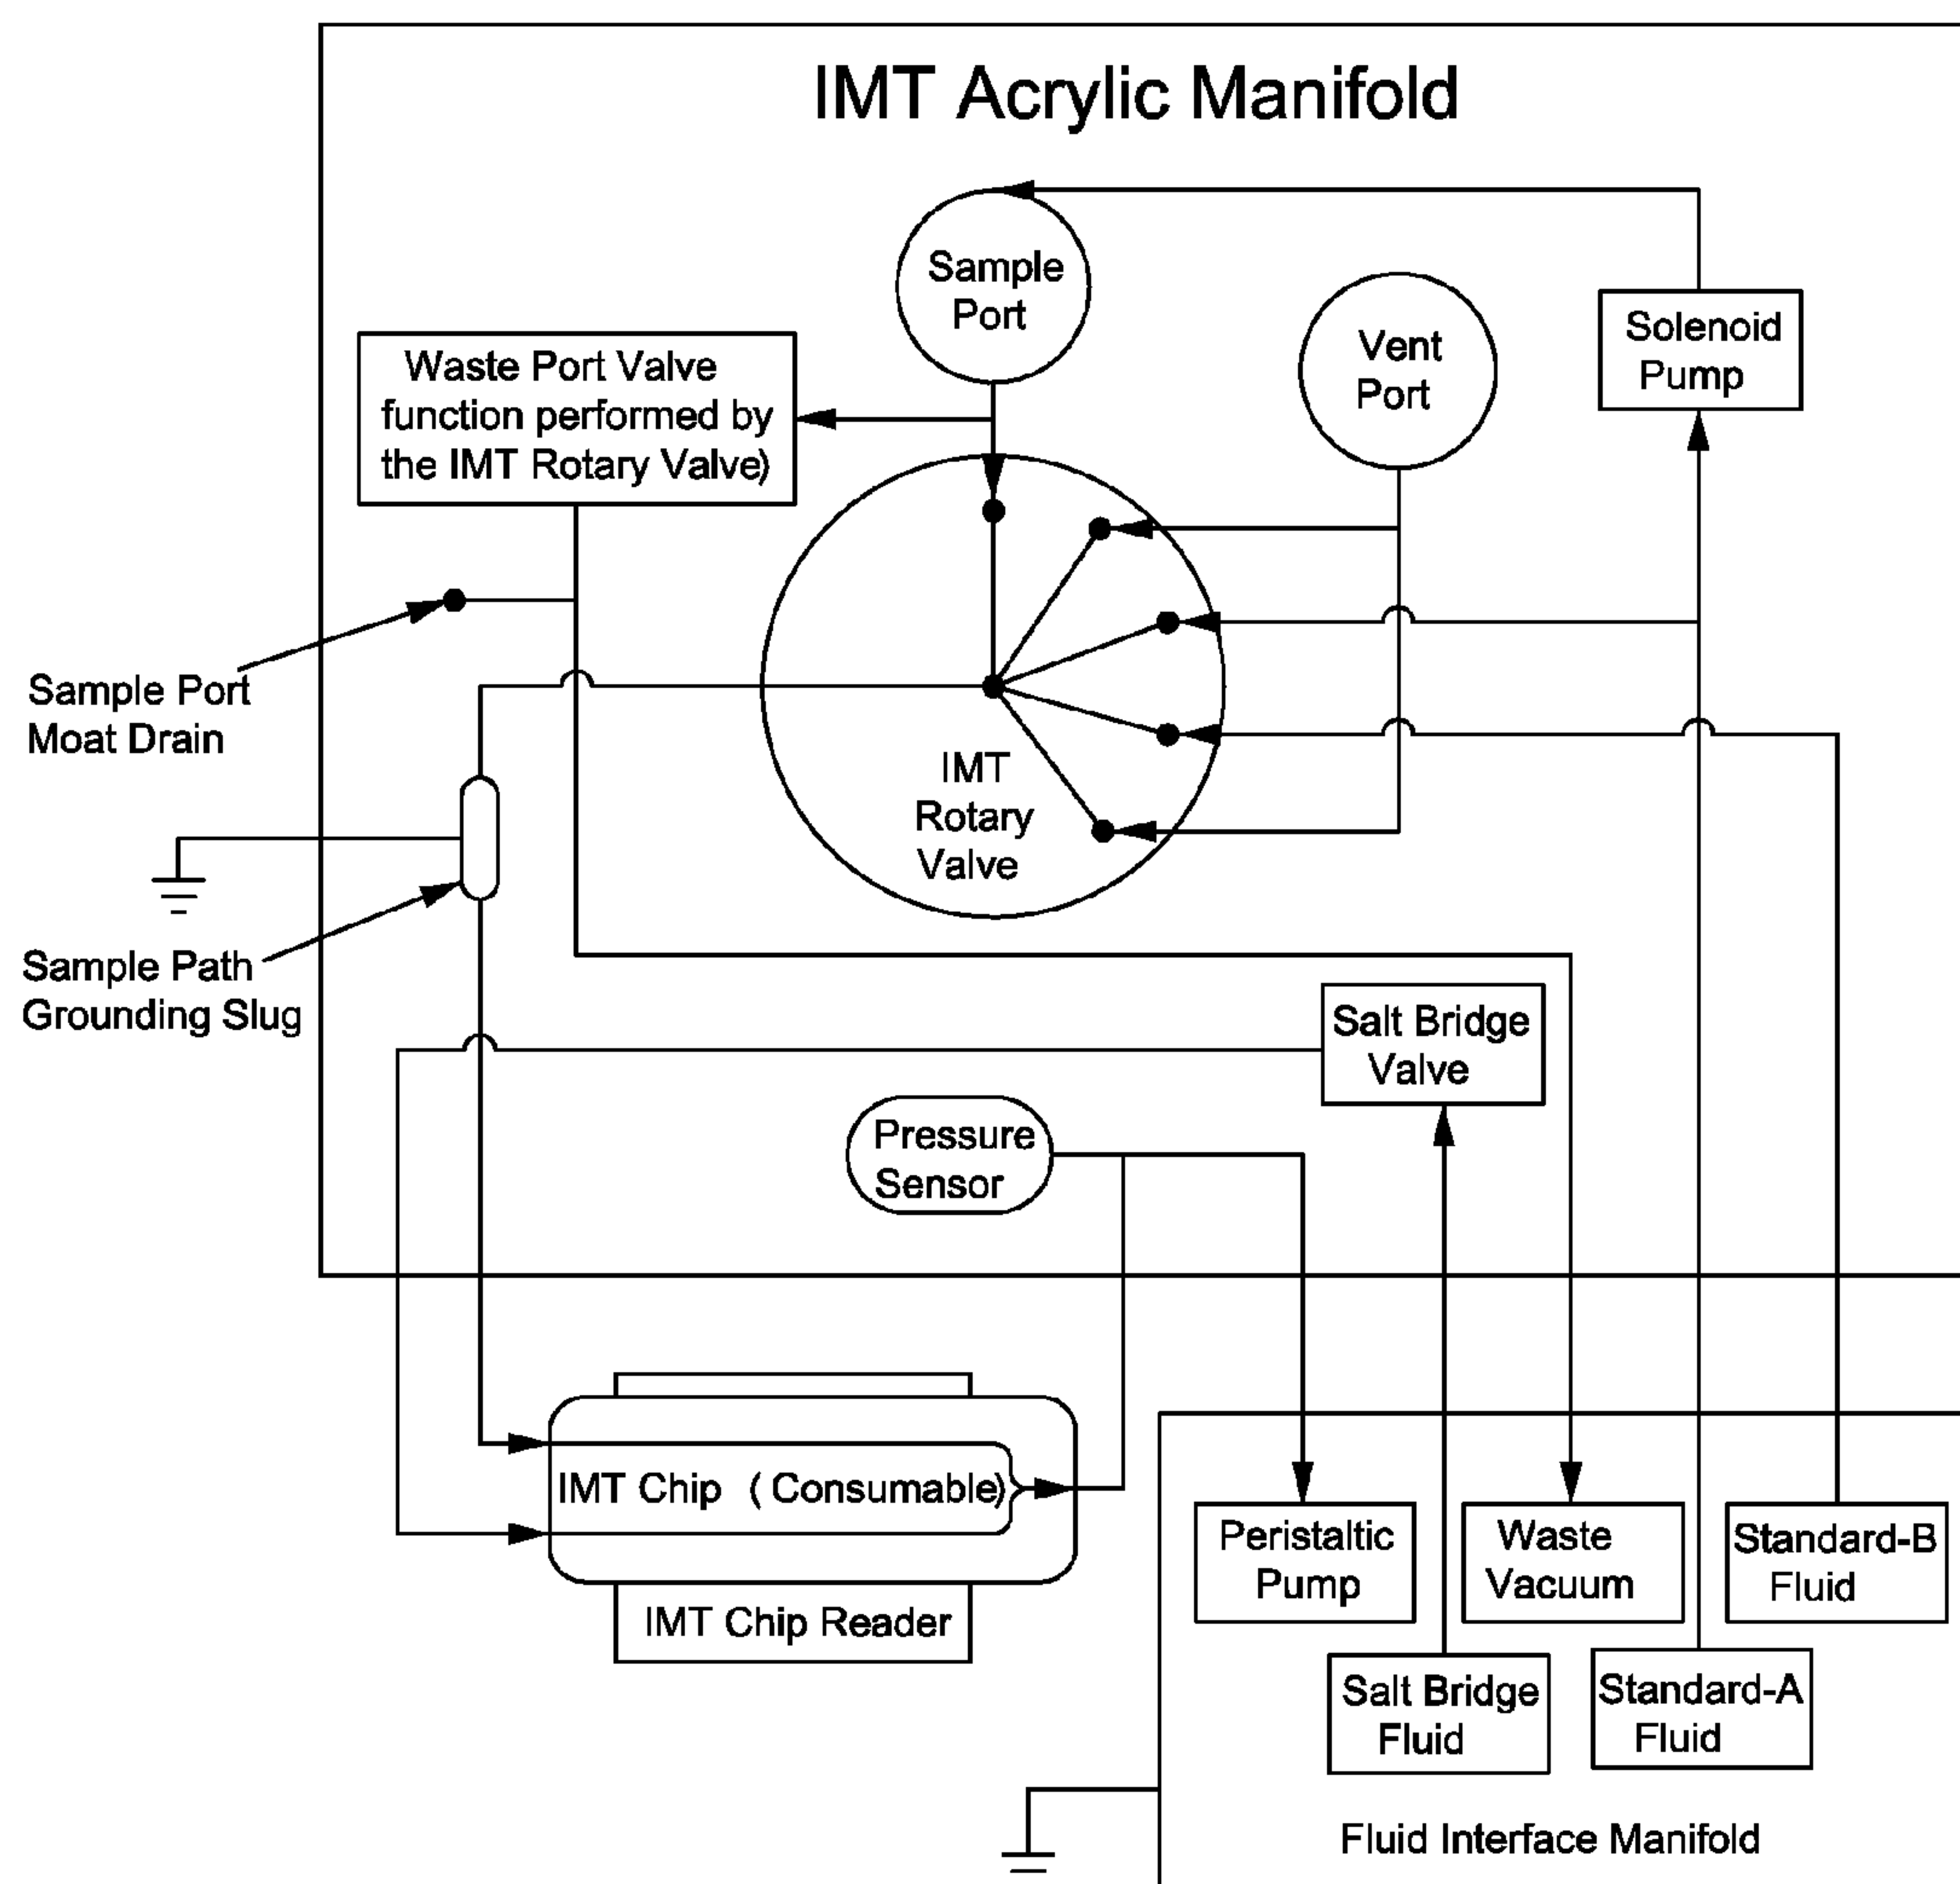 IMT Acrylic Manifold
Sample
Port
Vent
Port
Solenoid
Pump
Waste Port Valve
function performed by
the IMT Rotary Valve)
Sample Port
Moat Drain
IMT
Rotary
Valve
Sample Path
Grounding Slug
Salt Bridge
Valve
Pressure
Sensor
IMT Chip ( Consumable)
IMT Chip Reader
Peristaltic
Pump
Waste
Vacuum
Standard-B
Fluid
Salt Bridge
Fluid
Standard-A
Fluid
Fluid Interface Manifold